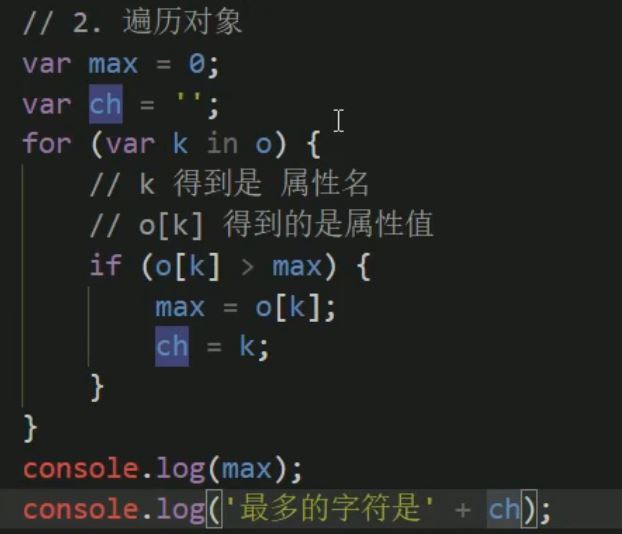 // 2. 遍历对象
var max = 0;
var ch = '';
for (var k in o) {
// k 得到是 属性名
// o[k] 得到的是属性值
if (o[k] > max) {
max = o[k];
ch = k;
}
}
console.log(max);
console.log('最多的字符是' + ch);